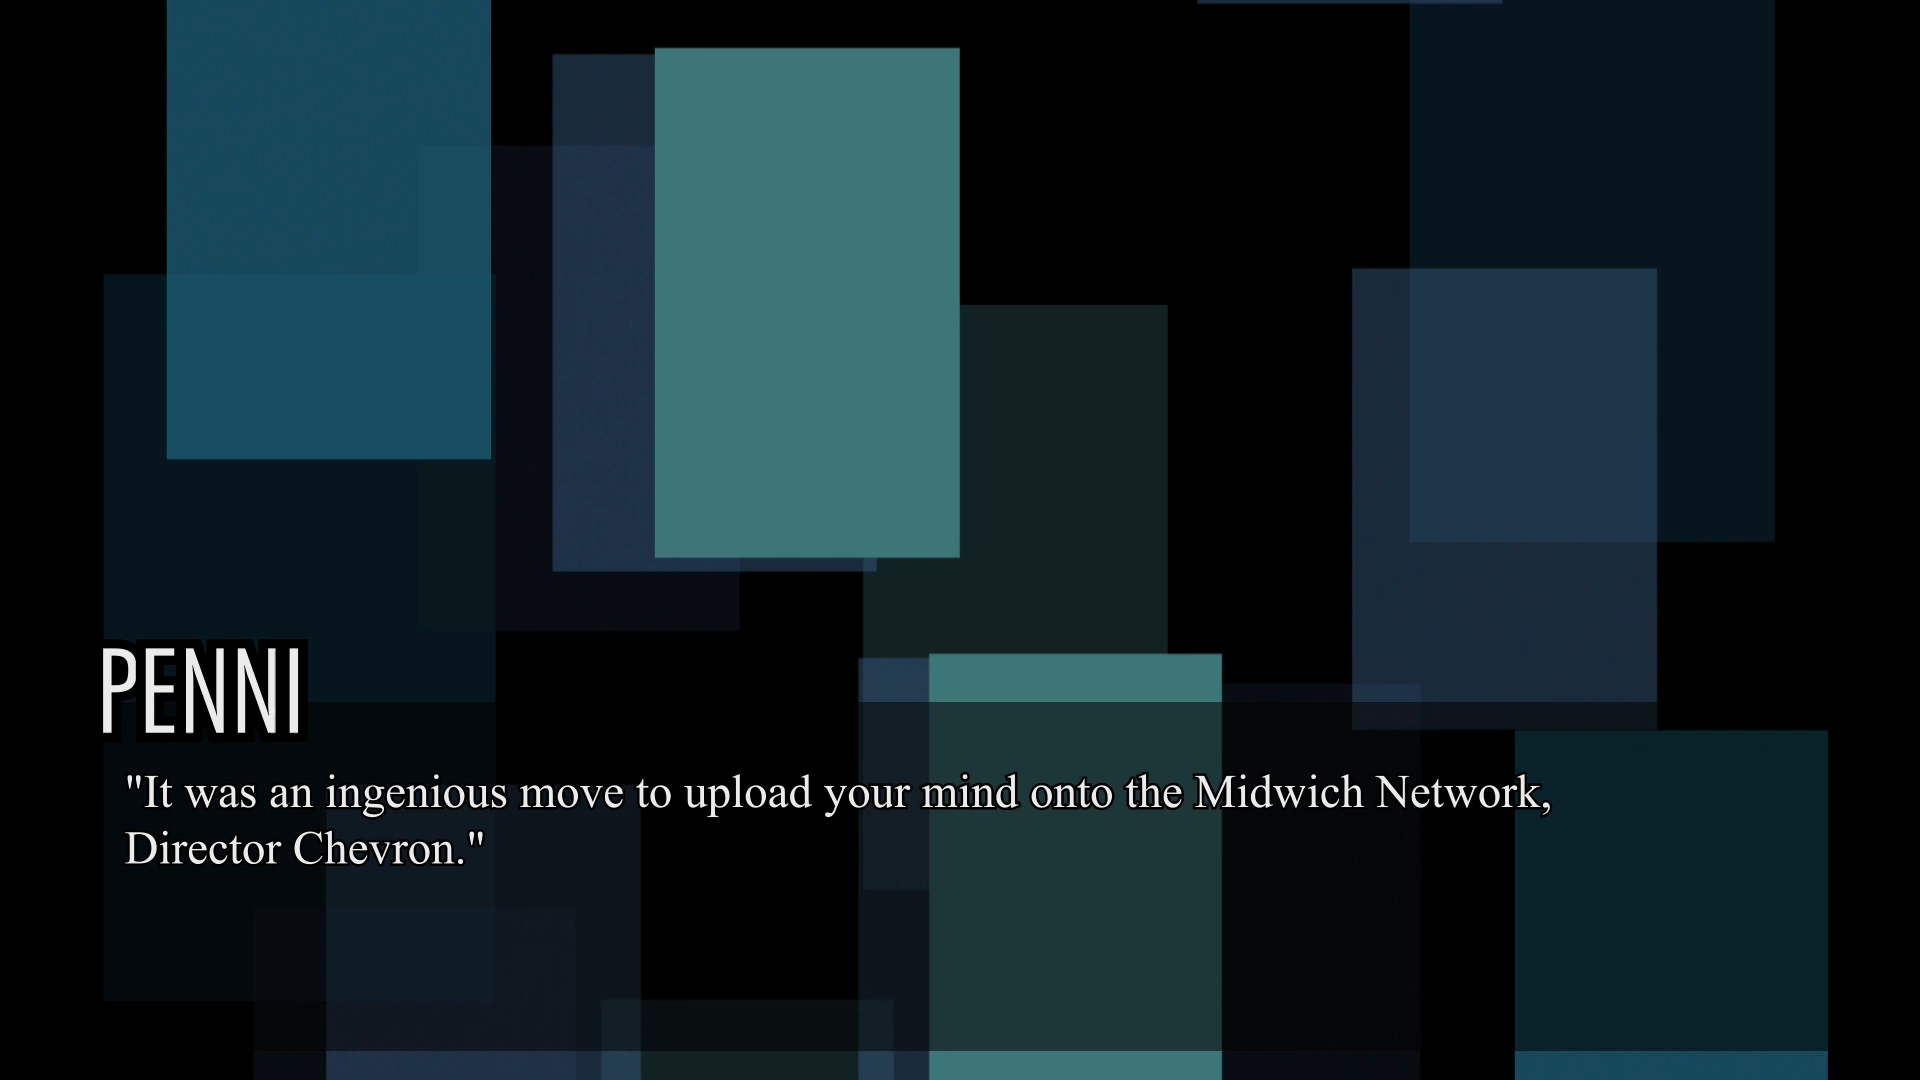 PENNI
"It was an ingenious move to upload your mind onto the Midwich Network,
Director Chevron."